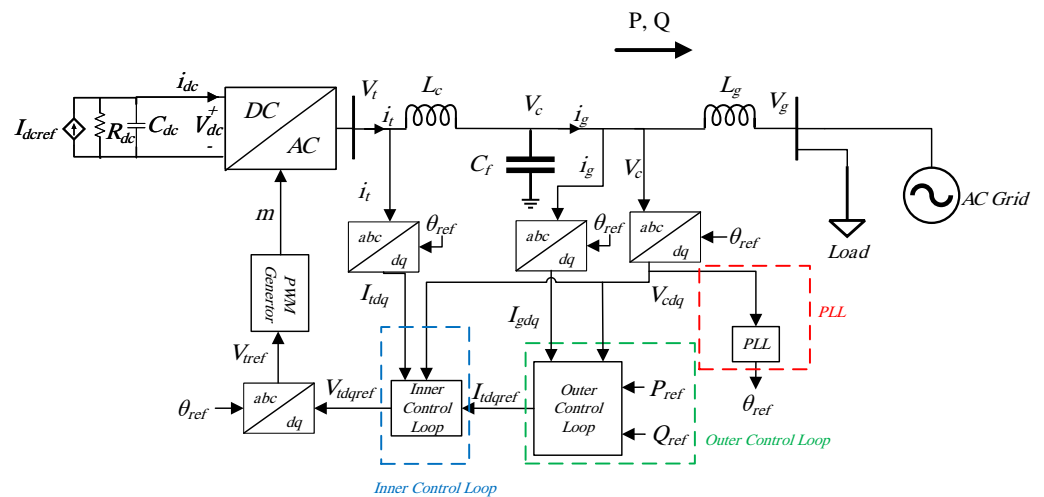 P, Q
i_dc
V_t
L_c
V_c
L_g
V_g
i_t
i_g
I_dcref
R_dc
C_dc
+
V_dc
-
DC
AC
C_f
i_g
V_c
AC Grid
m
i_t
abc
dq
θ_ref
abc
dq
θ_ref
abc
dq
θ_ref
Load
PWM
Genertor
I_tdq
I_gdq
V_cdq
PLL
PLL
θ_ref
V_tref
V_tdqref
I_tdqref
Inner
Control
Loop
Outer
Control
Loop
P_ref
Q_ref
θ_ref
abc
dq
Outer Control Loop
Inner Control Loop